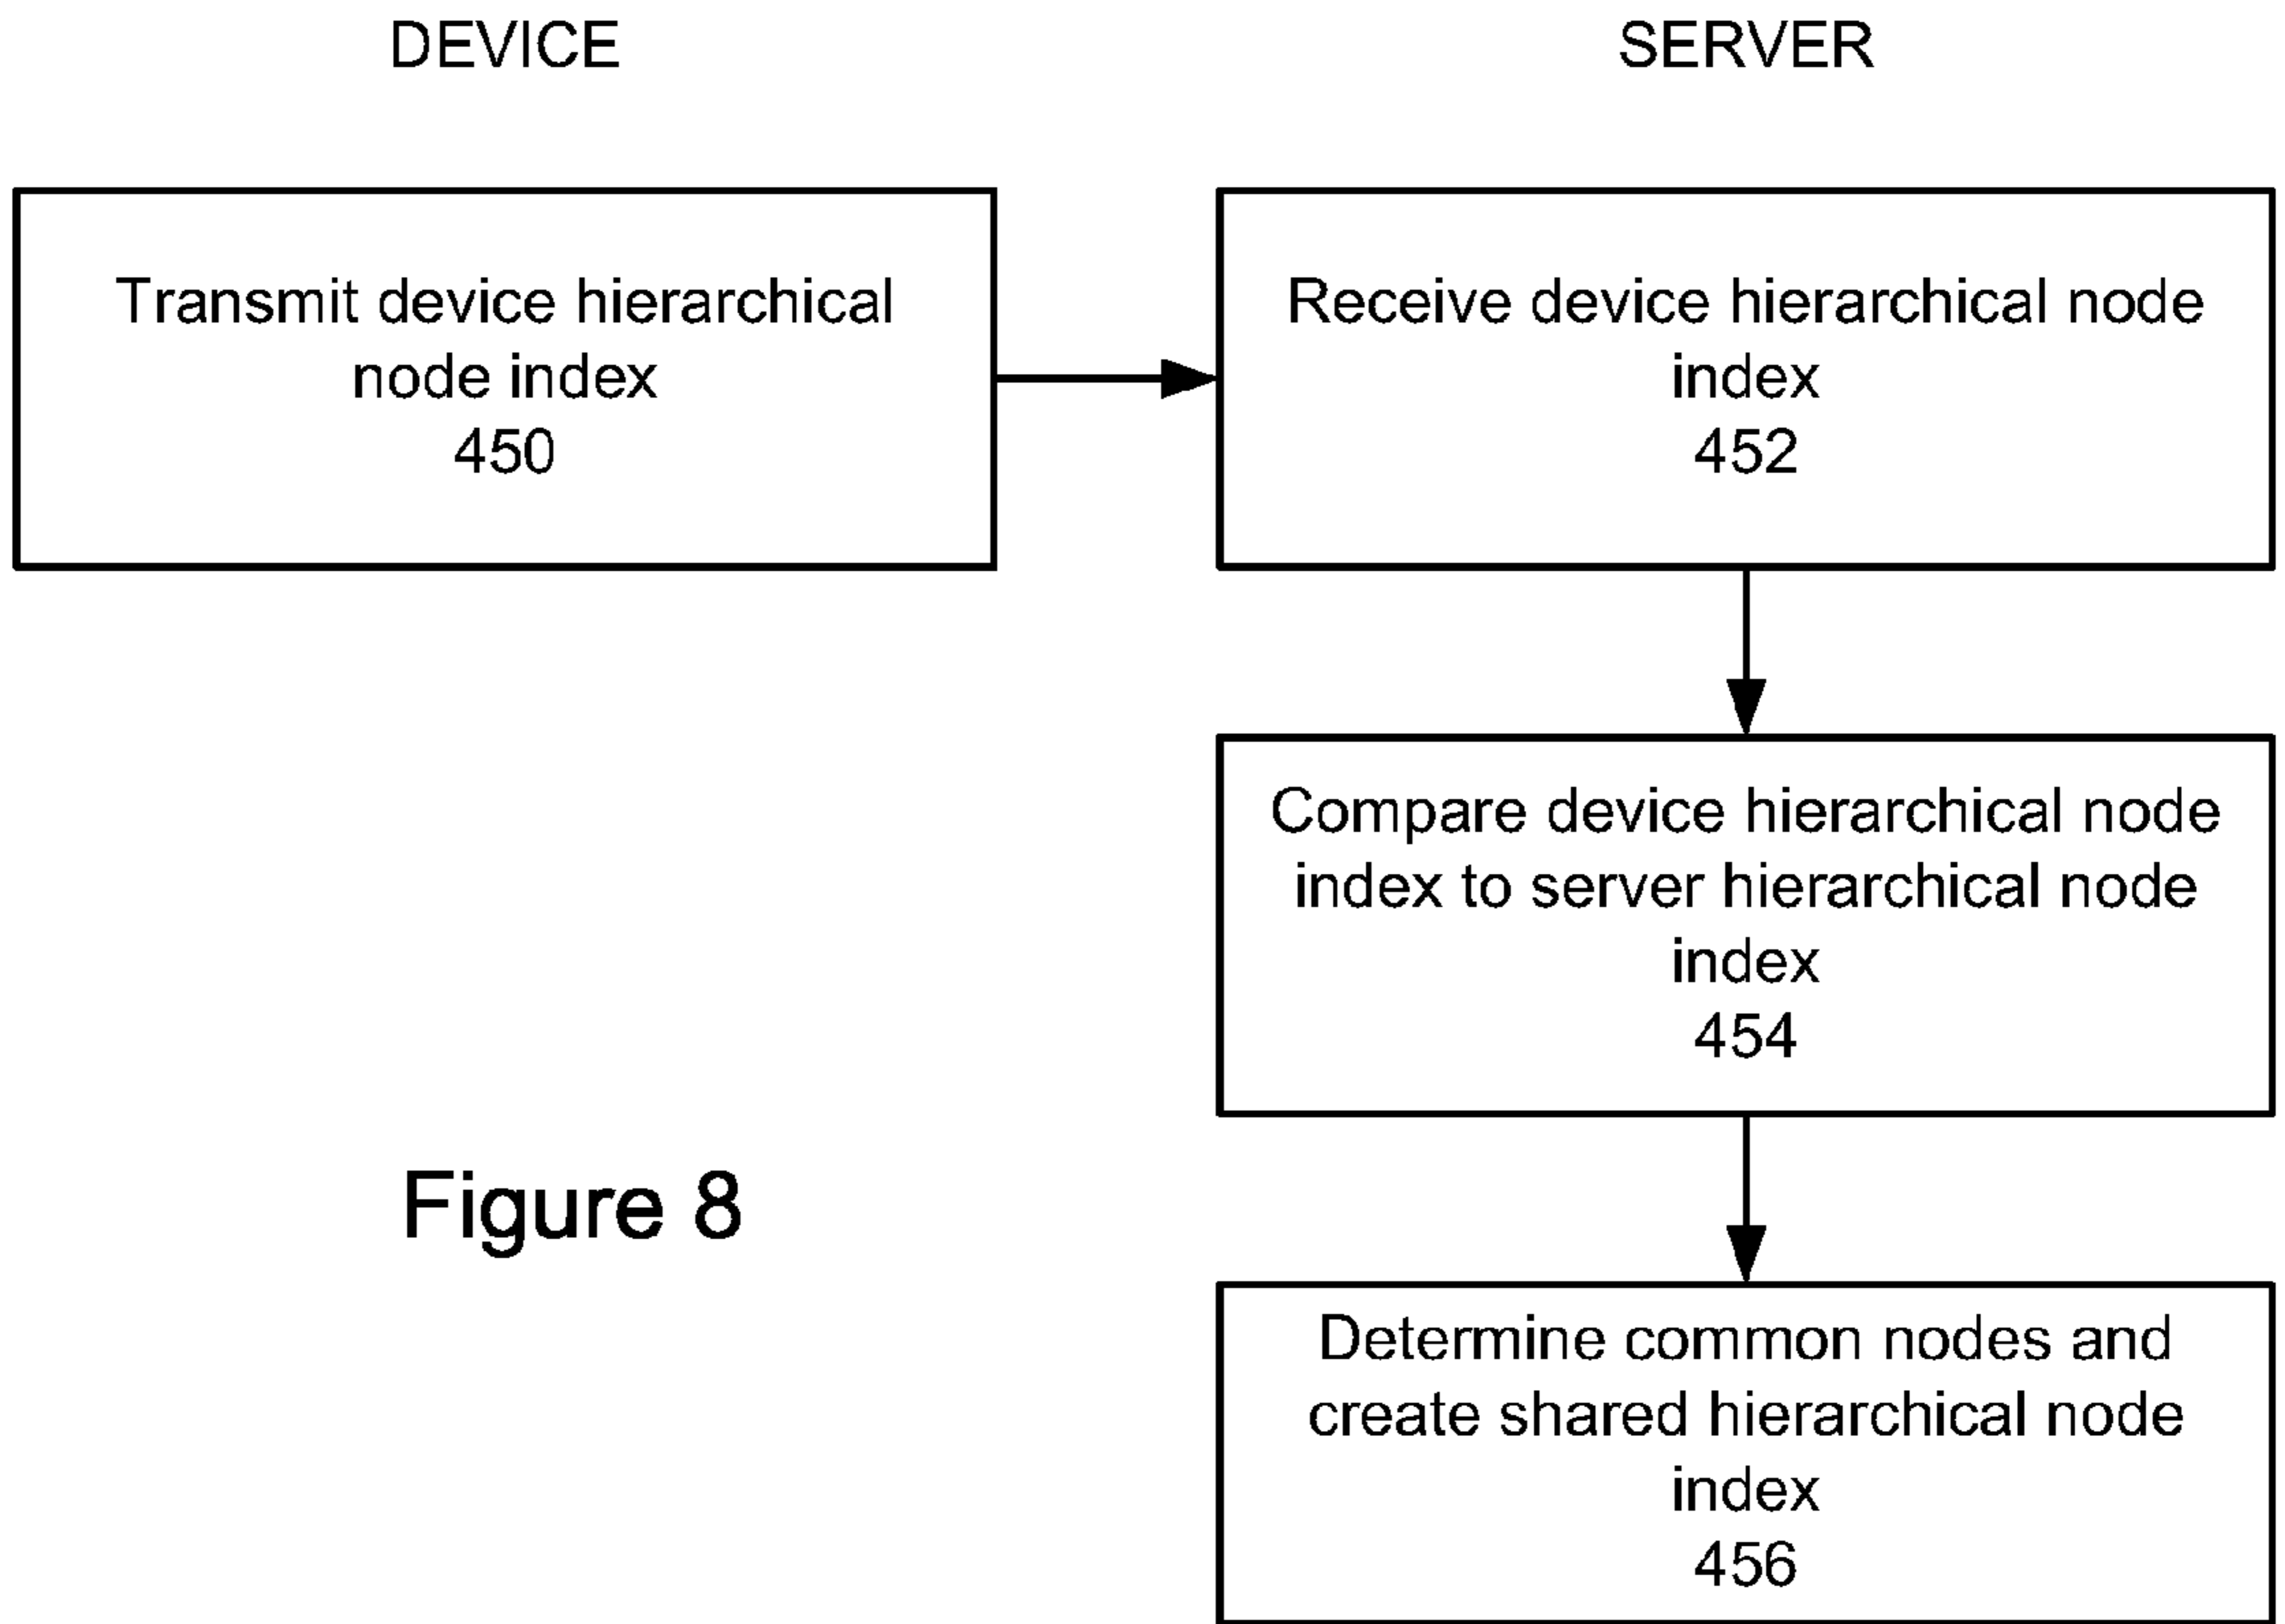 DEVICE
SERVER
Transmit device hierarchical
node index
450
Receive device hierarchical node
index
452
Compare device hierarchical node
index to server hierarchical node
index
454
Figure 8
Determine common nodes and
create shared hierarchical node
index
456